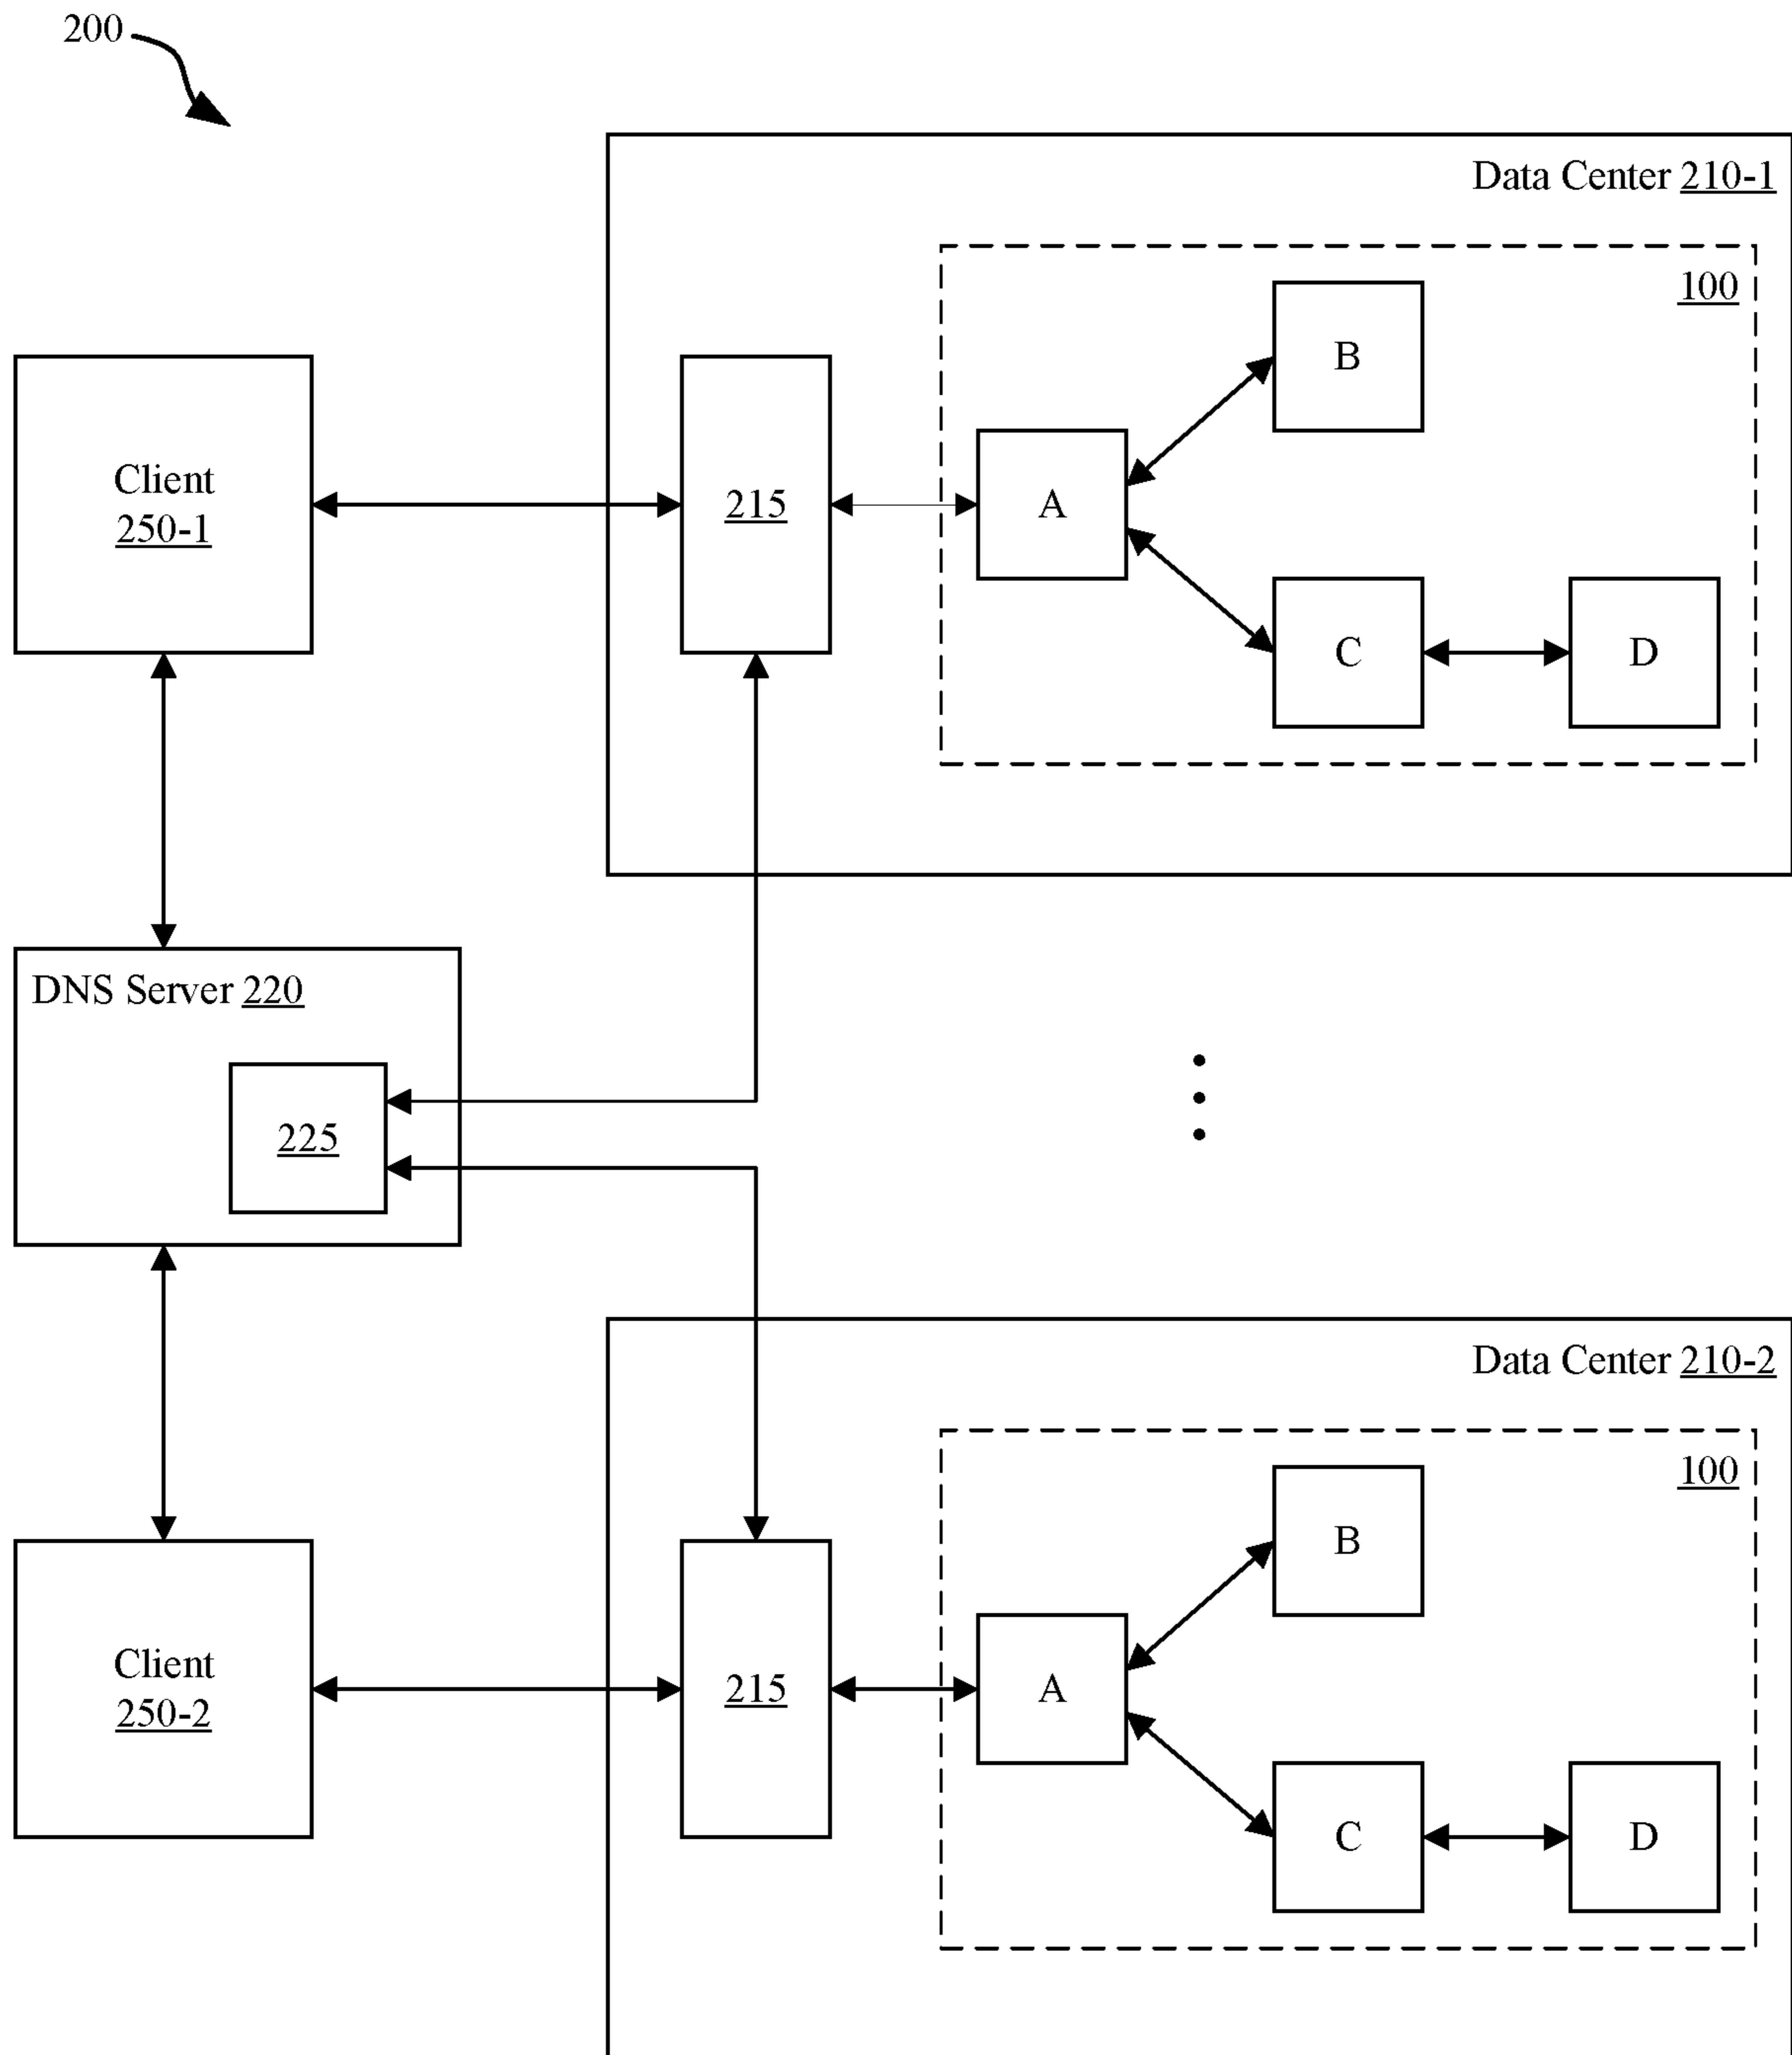 200
Data Center 210-1
100
B
Client
250-1
215
A
C
D
DNS Server 220
225
Data Center 210-2
100
B
Client
250-2
215
A
C
D